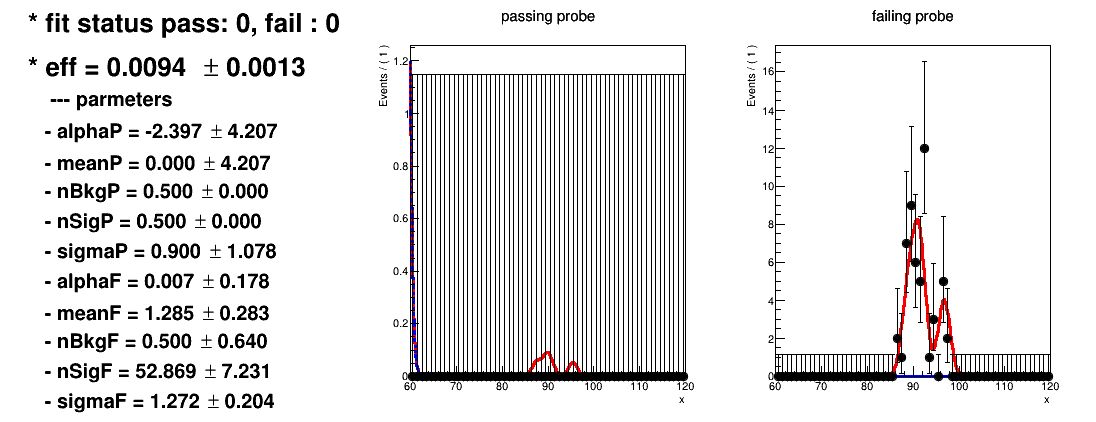 * fit status pass: 0, fail : 0
* eff = 0.0094 ± 0.0013
--- parmeters
- alphaP = -2.397 ± 4.207
- meanP = 0.000 ± 4.207
- nBkgP = 0.500 ± 0.000
- nSigP = 0.500 ± 0.000
- sigmaP = 0.900 ± 1.078
- alphaF = 0.007 ± 0.178
- meanF = 1.285 ± 0.283
- nBkgF = 0.500 ± 0.640
- nSigF = 52.869 ± 7.231
- sigmaF = 1.272 ± 0.204
passing probe
Events / ( 1 )
1.2
1
0.8
0.6
0.4
0.2
0
60 70 80 90 100 110 120
x
failing probe
Events / ( 1 )
16
14
12
10
8
6
4
2
0
60 70 80 90 100 110 120
x